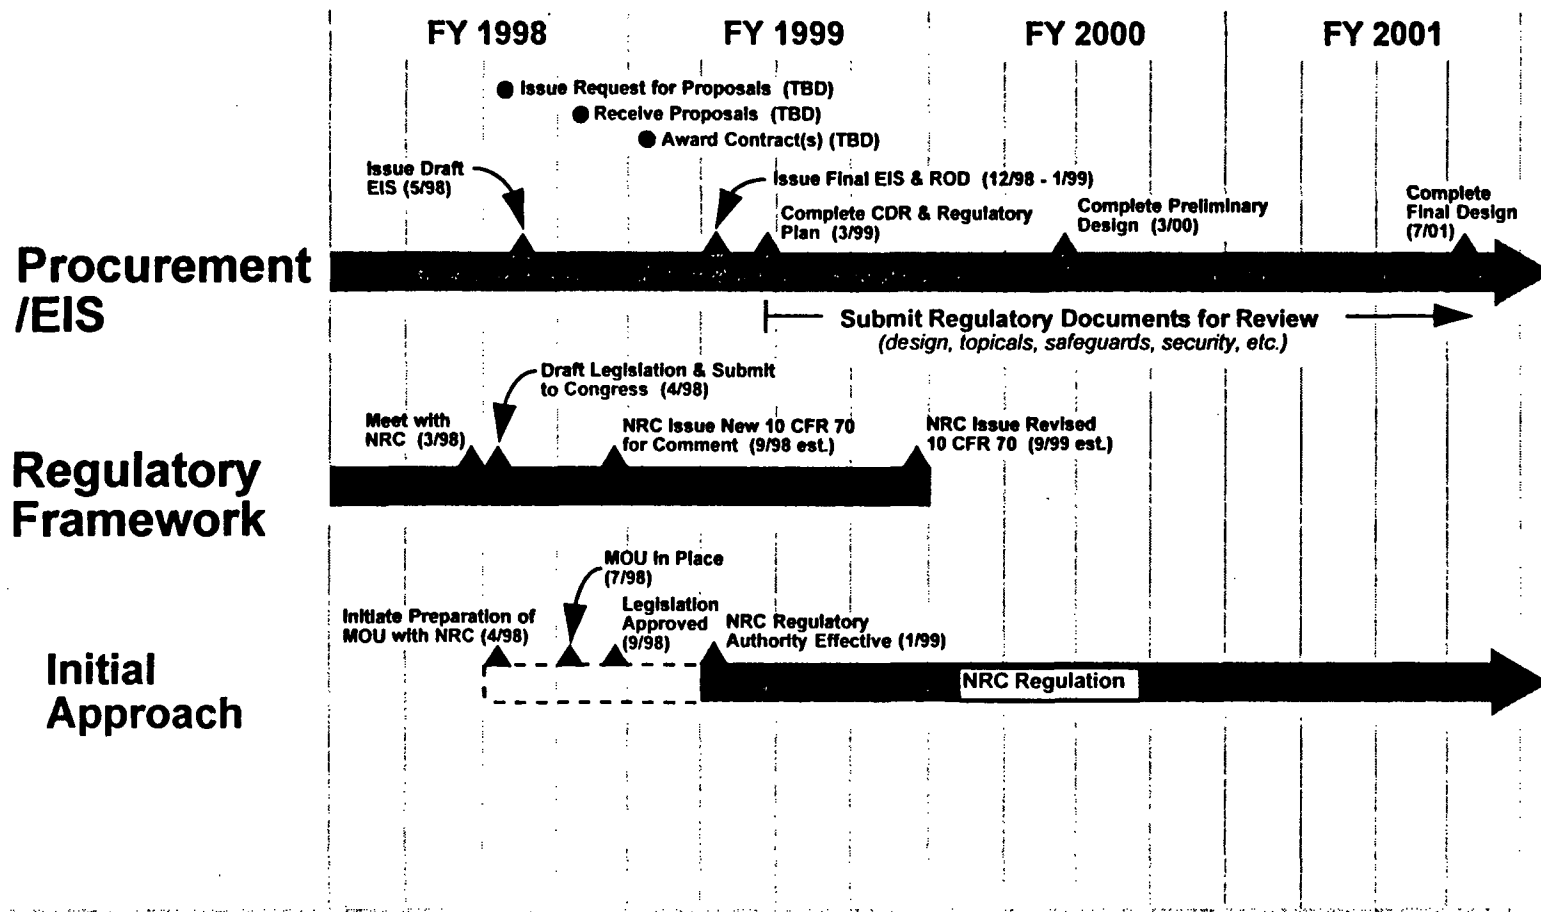 FY 1998
FY 1999
FY 2000
FY 2001
Issue Request for Proposals (TBD)
Receive Proposals (TBD)
Award Contract(s) (TBD)
Issue Draft
EIS (5/98)
Issue Final EIS & ROD (12/98 - 1/99)
Complete CDR & Regulatory
Plan (3/99)
Complete Preliminary
Design (3/00)
Complete
Final Design
(7/01)
Procurement
/EIS
Submit Regulatory Documents for Review
(design, topicals, safeguards, security, etc.)
Draft Legislation & Submit
to Congress (4/98)
Meet with
NRC (3/98)
NRC Issue New 10 CFR 70
for Comment (9/98 est.)
NRC Issue Revised
10 CFR 70 (9/99 est.)
Regulatory
Framework
MOU in Place
(7/98)
Initiate Preparation of
MOU with NRC (4/98)
Legislation
Approved
(9/98)
NRC Regulatory
Authority Effective (1/99)
Initial
Approach
NRC Regulation